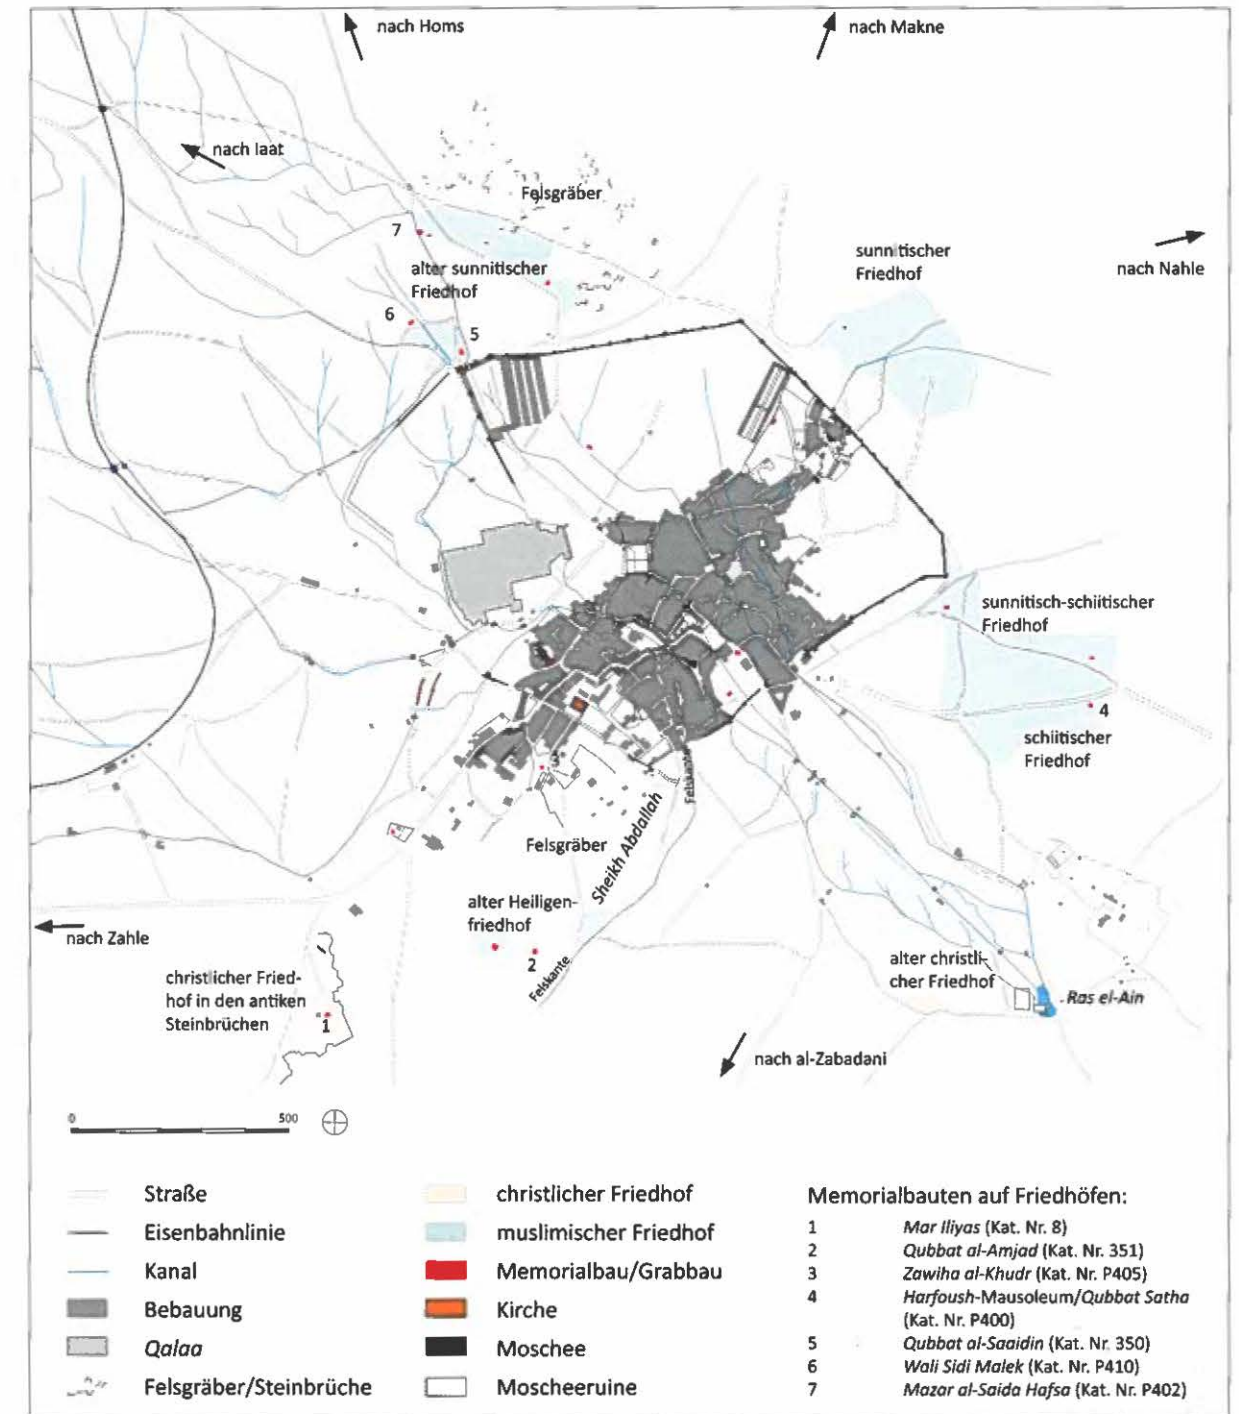 nach Homs
nach Makne
nach Iaat
Felsgräber
7
sunnitischer
Friedhof
nach Nahle
alter sunnitischer
Friedhof
6
5
sunnitisch-schiitischer
Friedhof
4
schiitischer
Friedhof
3
Felskante
Sheikh Abdallah
Felsgräber
alter Heiligen-
friedhof
2
Felskante
nach Zahle
christlicher Fried-
hof in den antiken
Steinbrüchen
1
alter christli-
cher Friedhof
Ras el-Ain
nach al-Zabadani
0 500
Straße
Eisenbahnlinie
Kanal
Bebauung
Qalaa
Felsgräber/Steinbrüche
christlicher Friedhof
muslimischer Friedhof
Memorialbau/Grabbau
Kirche
Moschee
Moscheeruine
Memorialbauten auf Friedhöfen:
1 Mar Iliyas (Kat. Nr. 8)
2 Qubbat al-Amjad (Kat. Nr. 351)
3 Zawiha al-Khudr (Kat. Nr. P405)
4 Harfoush-Mausoleum/Qubbat Satha
(Kat. Nr. P400)
5 Qubbat al-Saaidin (Kat. Nr. 350)
6 Wali Sidi Malek (Kat. Nr. P410)
7 Mazar al-Saida Hafsa (Kat. Nr. P402)